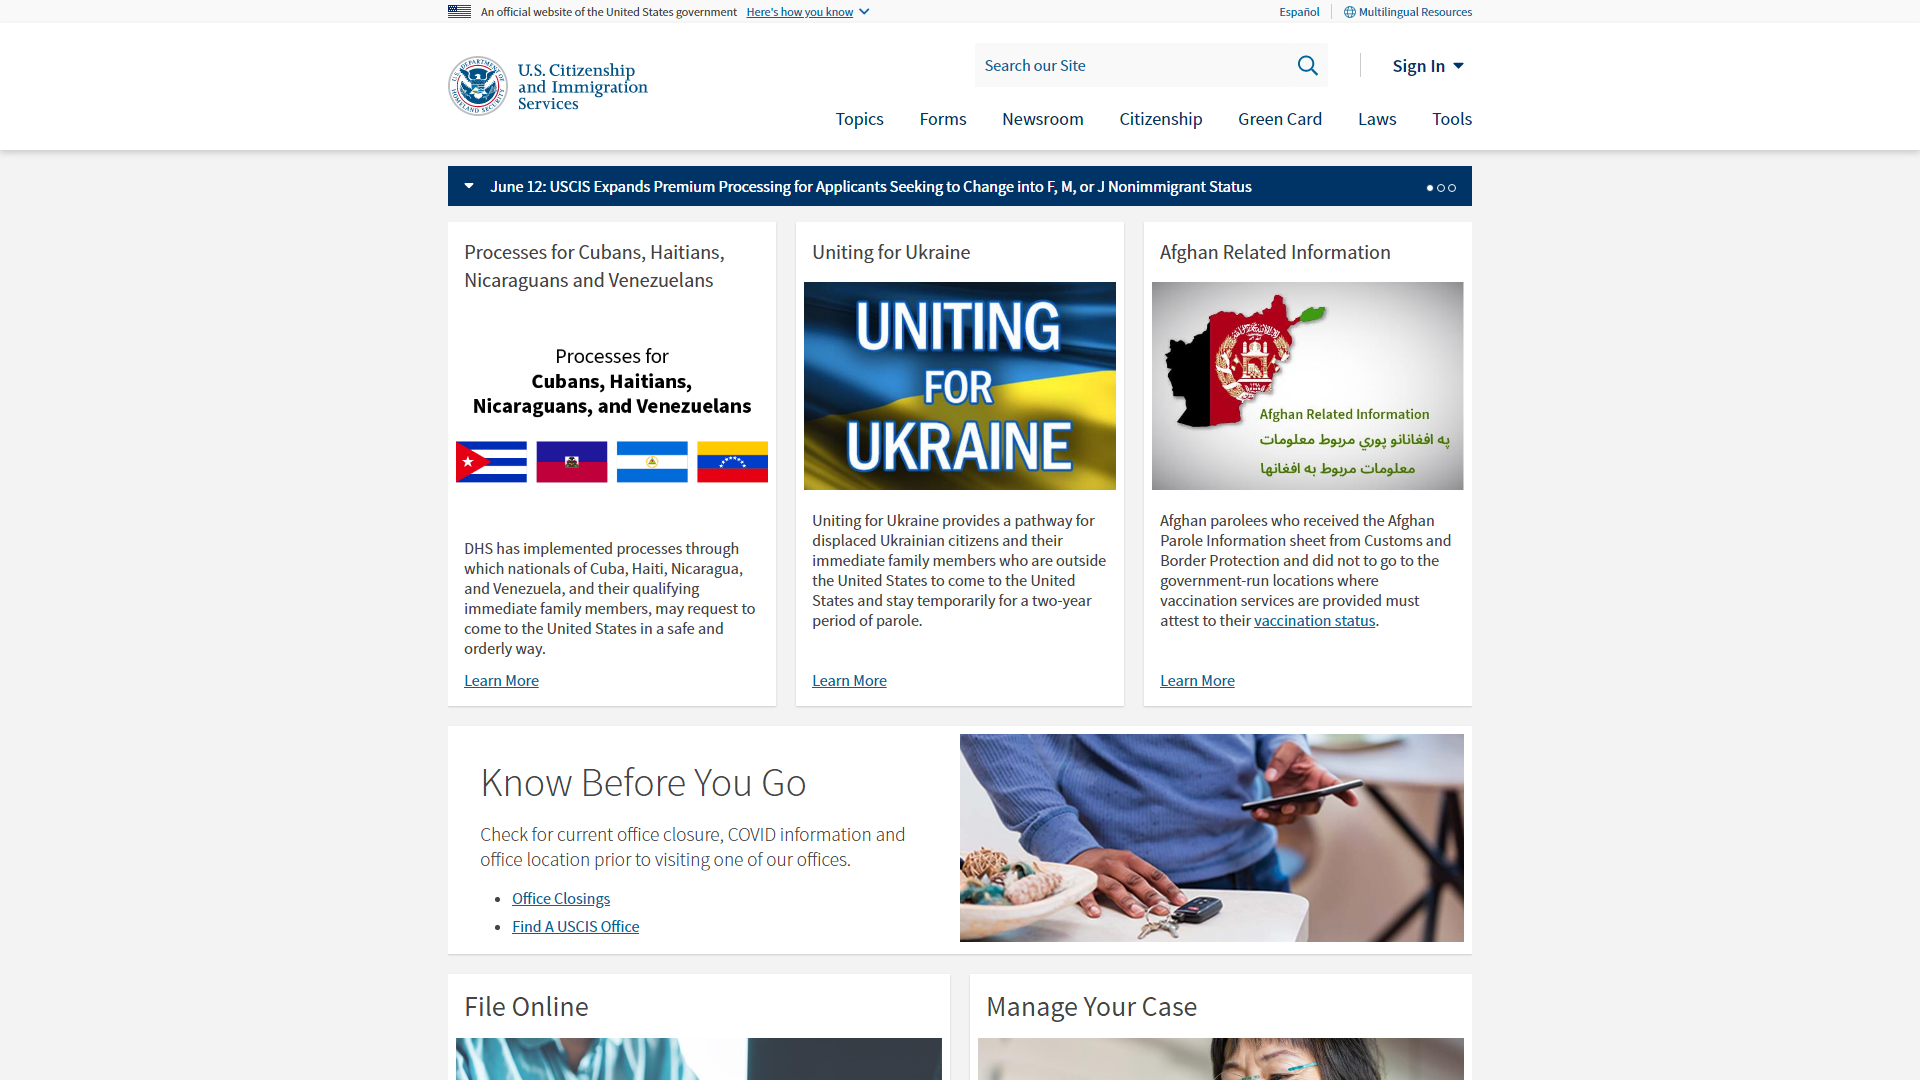 An official website of the United States government Here's how you know
Español
Multilingual Resources
U.S. Citizenship
and Immigration
Services
Search our Site
Sign In
Topics Forms Newsroom Citizenship Green Card Laws Tools
June 12: USCIS Expands Premium Processing for Applicants Seeking to Change into F, M, or J Nonimmigrant Status
Processes for Cubans, Haitians,
Nicaraguans and Venezuelans
Processes for
Cubans, Haitians,
Nicaraguans, and Venezuelans
DHS has implemented processes through
which nationals of Cuba, Haiti, Nicaragua,
and Venezuela, and their qualifying
immediate family members, may request to
come to the United States in a safe and
orderly way.
Learn More
Uniting for Ukraine
UNITING
FOR
UKRAINE
Uniting for Ukraine provides a pathway for
displaced Ukrainian citizens and their
immediate family members who are outside
the United States to come to the United
States and stay temporarily for a two-year
period of parole.
Learn More
Afghan Related Information
Afghan Related Information
په افغانانو پورې مربوط معلومات
معلومات مربوط به افغانها
Afghan parolees who received the Afghan
Parole Information sheet from Customs and
Border Protection and did not to go to the
government-run locations where
vaccination services are provided must
attest to their vaccination status.
Learn More
Know Before You Go
Check for current office closure, COVID information and
office location prior to visiting one of our offices.
Office Closings
Find A USCIS Office
File Online
Manage Your Case